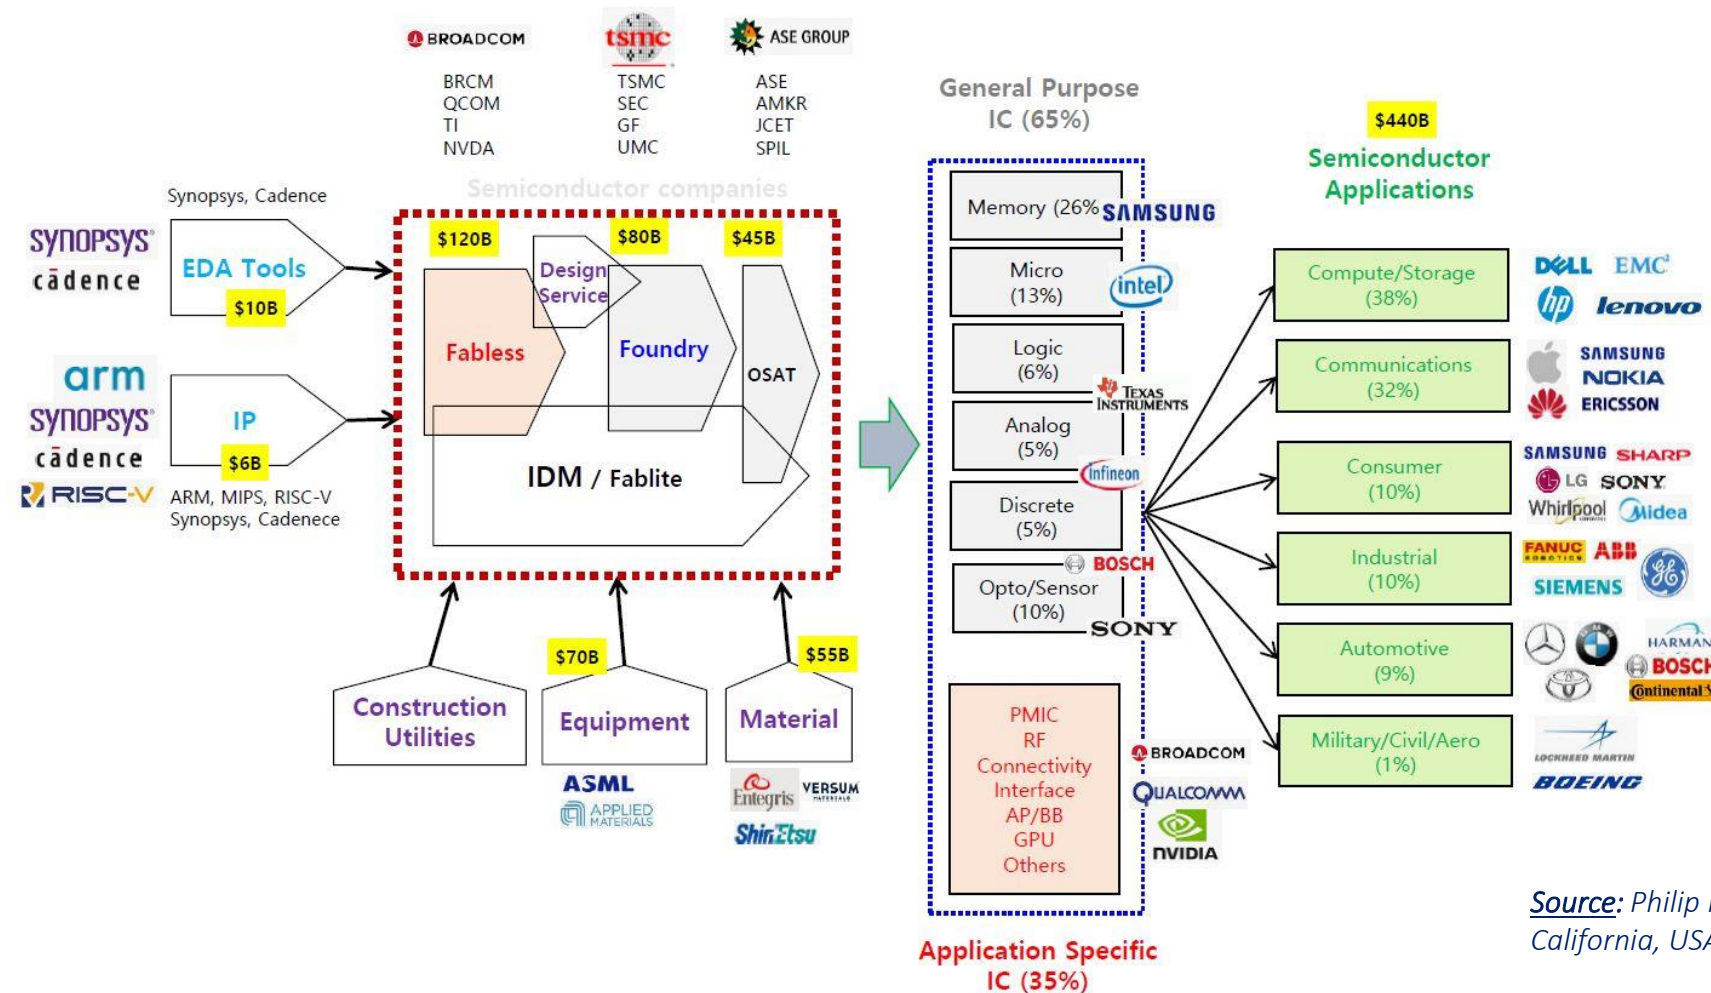 BROADCOM
BRCM
QCOM
TI
NVDA
tsmc
TSMC
SEC
GF
UMC
ASE GROUP
ASE
AMKR
JCET
SPIL
Semiconductor companies
Synopsys, Cadence
SYNOPSYS®
cādence
EDA Tools
$10B
arm
SYNOPSYS®
cādence
RISC-V
IP
$6B
ARM, MIPS, RISC-V
Synopsys, Cadenece
$120B
$80B
$45B
Design
Service
Fabless
Foundry
OSAT
IDM / Fablite
Construction
Utilities
$70B
Equipment
ASML
APPLIED
MATERIALS
$55B
Material
Entegris
VERSUM
MATERIALS
Shin-Etsu
General Purpose
IC (65%)
Memory (26%
SAMSUNG
Micro
(13%)
intel
Logic
(6%)
TEXAS
INSTRUMENTS
Analog
(5%)
infineon
Discrete
(5%)
BOSCH
Opto/Sensor
(10%)
SONY
PMIC
RF
Connectivity
Interface
AP/BB
GPU
Others
BROADCOM
QUALCOMM
NVIDIA
Application Specific
IC (35%)
$440B
Semiconductor
Applications
Compute/Storage
(38%)
DELL EMC²
hp lenovo
Communications
(32%)
SAMSUNG
NOKIA
ERICSSON
Consumer
(10%)
SAMSUNG SHARP
LG SONY
Whirlpool Midea
Industrial
(10%)
FANUC ABB
ROBOTICS
SIEMENS GE
Automotive
(9%)
BMW
HARMAN
BOSCH
Continental
Military/Civil/Aero
(1%)
LOCKHEED MARTIN
BOEING
Source: Philip
California, USA